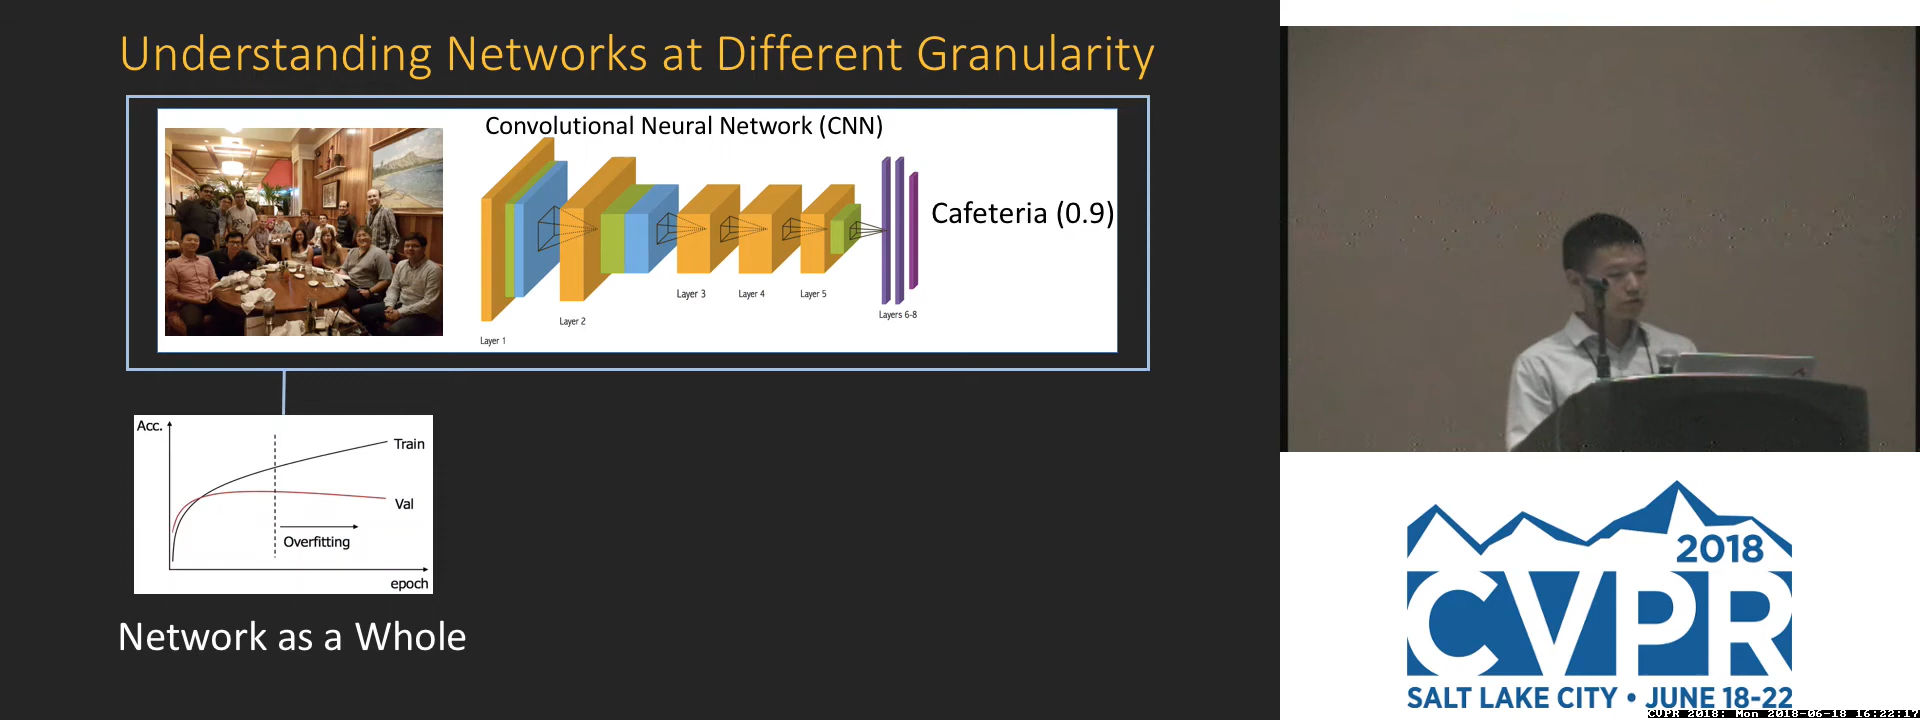 Understanding Networks at Different Granularity
Convolutional Neural Network (CNN)
Cafeteria (0.9)
Layer 1
Layer 2
Layer 3
Layer 4
Layer 5
Layers 6-8
Acc.
Train
Val
Overfitting
epoch
Network as a Whole
2018
CVPR
SALT LAKE CITY • JUNE 18-22
CVPR 2018: Mon 2018-06-18 16:22:17